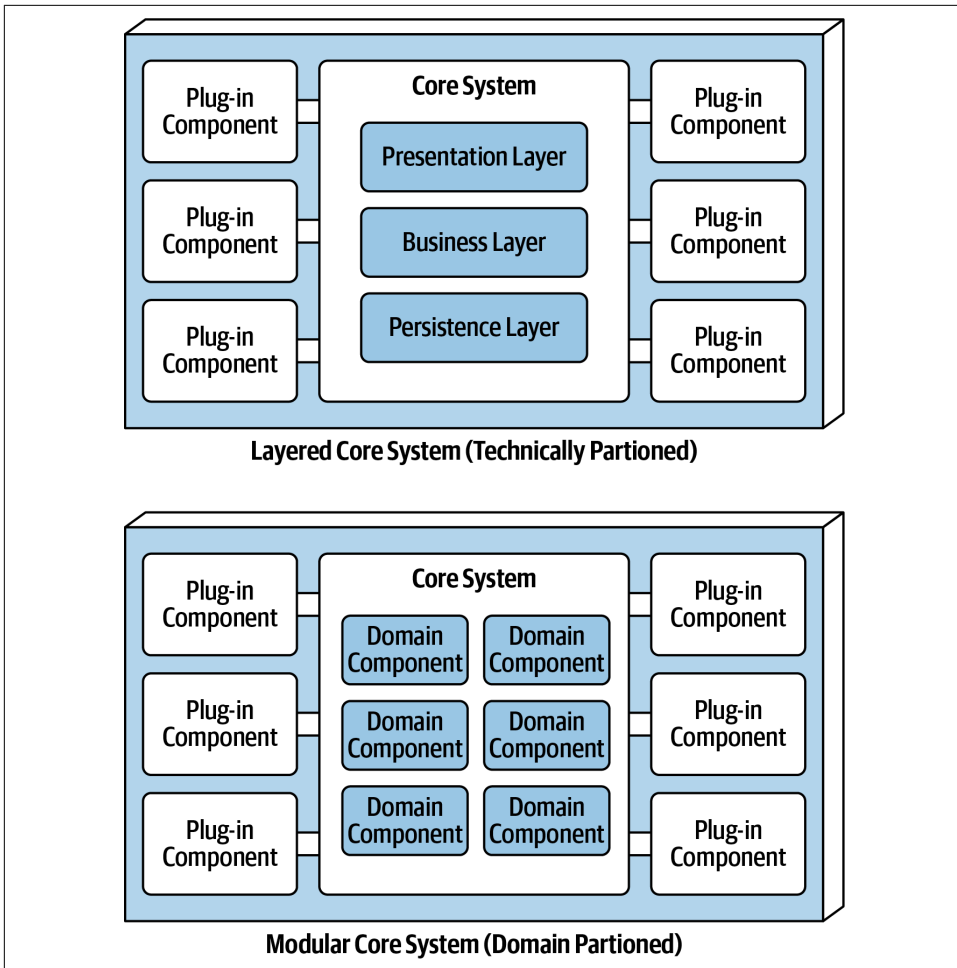 Plug-in
Component
Plug-in
Component
Plug-in
Component
Core System
Presentation Layer
Business Layer
Persistence Layer
Plug-in
Component
Plug-in
Component
Plug-in
Component
Layered Core System (Technically Partioned)
Plug-in
Component
Plug-in
Component
Plug-in
Component
Core System
Domain
Component
Domain
Component
Domain
Component
Domain
Component
Domain
Component
Domain
Component
Plug-in
Component
Plug-in
Component
Plug-in
Component
Modular Core System (Domain Partioned)